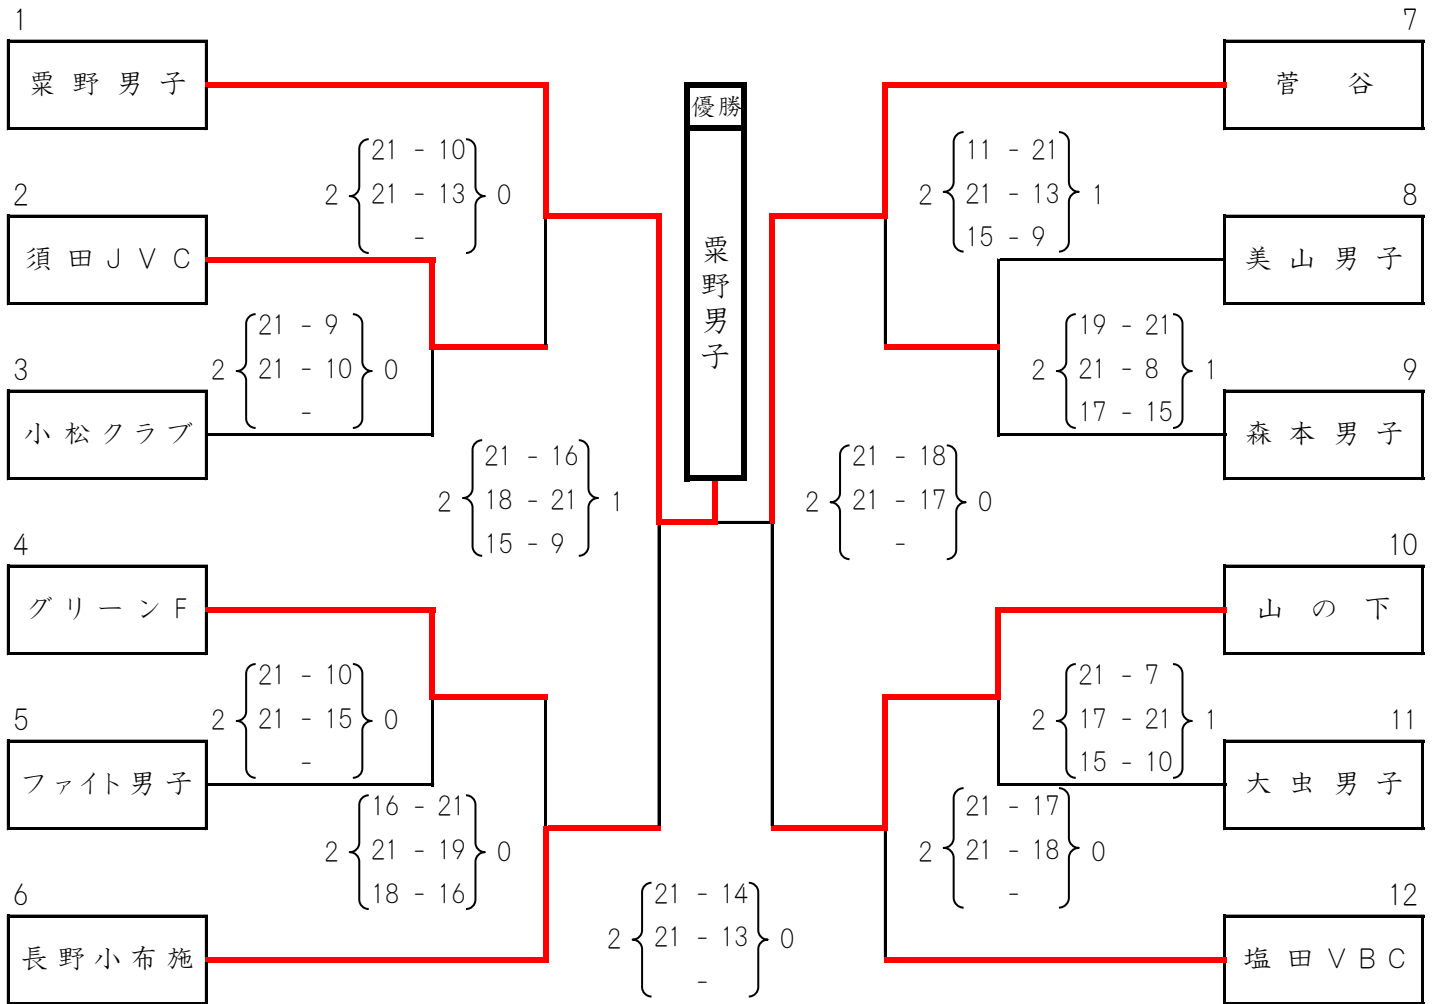 1
粟野男子
2
須田JVC
3
小松クラブ
4
グリーンF
5
ファイト男子
6
長野小布施
21 - 10
2 21 - 13 0
-
21 - 9
2 21 - 10 0
-
21 - 16
2 18 - 21 1
15 - 9
21 - 10
2 21 - 15 0
-
16 - 21
2 21 - 19 0
18 - 16
優勝
粟野男子
21 - 14
2 21 - 13 0
-
11 - 21
2 21 - 13 1
15 - 9
19 - 21
2 21 - 8 1
17 - 15
21 - 18
2 21 - 17 0
-
21 - 7
2 17 - 21 1
15 - 10
21 - 17
2 21 - 18 0
-
7
菅谷
8
美山男子
9
森本男子
10
山の下
11
大虫男子
12
塩田VBC